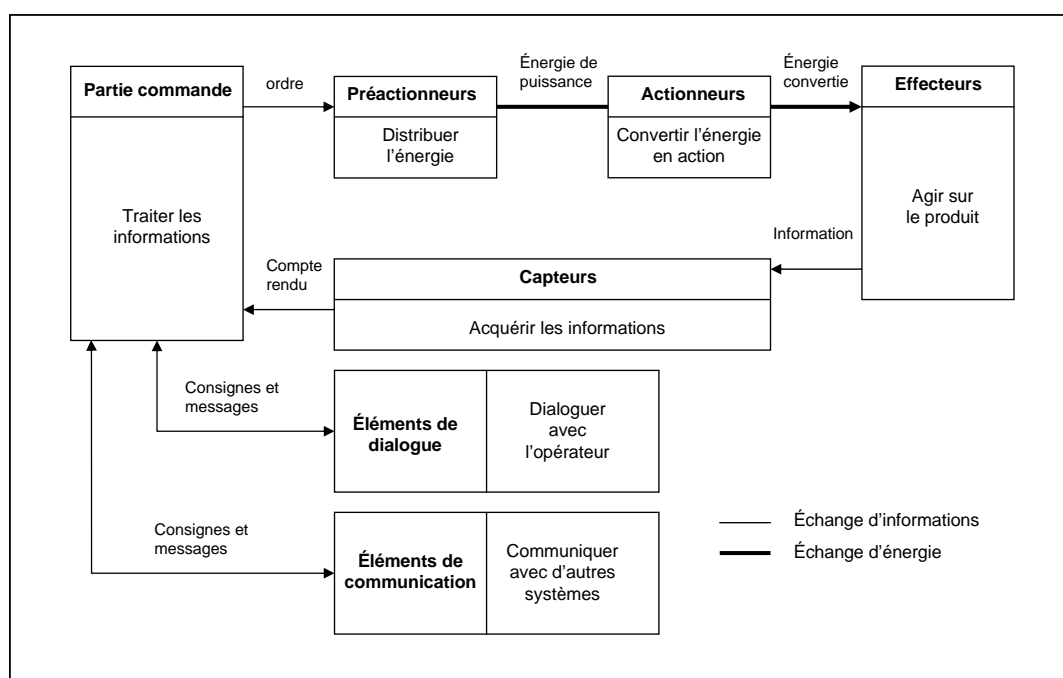 Partie commande
Traiter les
informations
ordre
Préactionneurs
Distribuer
l’énergie
Énergie de
puissance
Actionneurs
Convertir l’énergie
en action
Énergie
convertie
Effecteurs
Agir sur
le produit
Information
Capteurs
Acquérir les informations
Compte
rendu
Consignes et
messages
Éléments de
dialogue
Dialoguer
avec
l’opérateur
Consignes et
messages
Éléments de
communication
Communiquer
avec d’autres
systèmes
Échange d’informations
Échange d’énergie